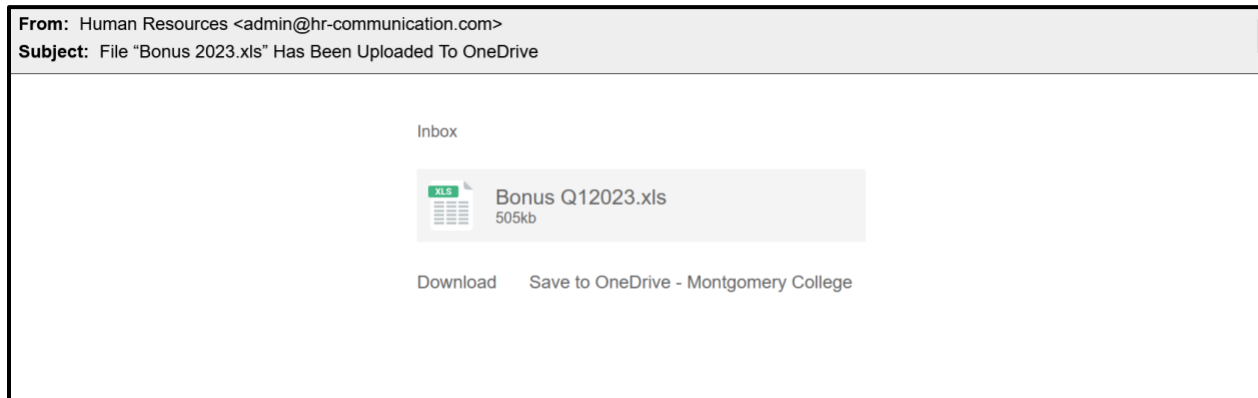 From: Human Resources <admin@hr-communication.com>
Subject: File “Bonus 2023.xls” Has Been Uploaded To OneDrive
Inbox
XLS
Bonus Q12023.xls
505kb
Download Save to OneDrive - Montgomery College